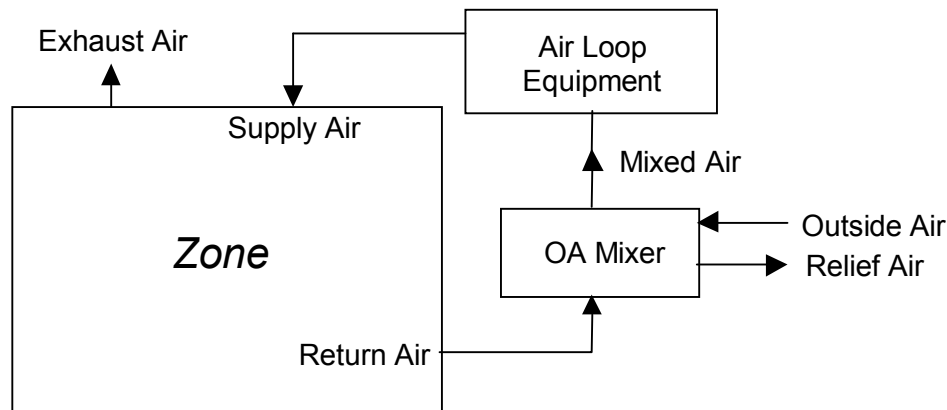 Exhaust Air
Air Loop
Equipment
Supply Air
Mixed Air
Zone
OA Mixer
Outside Air
Relief Air
Return Air